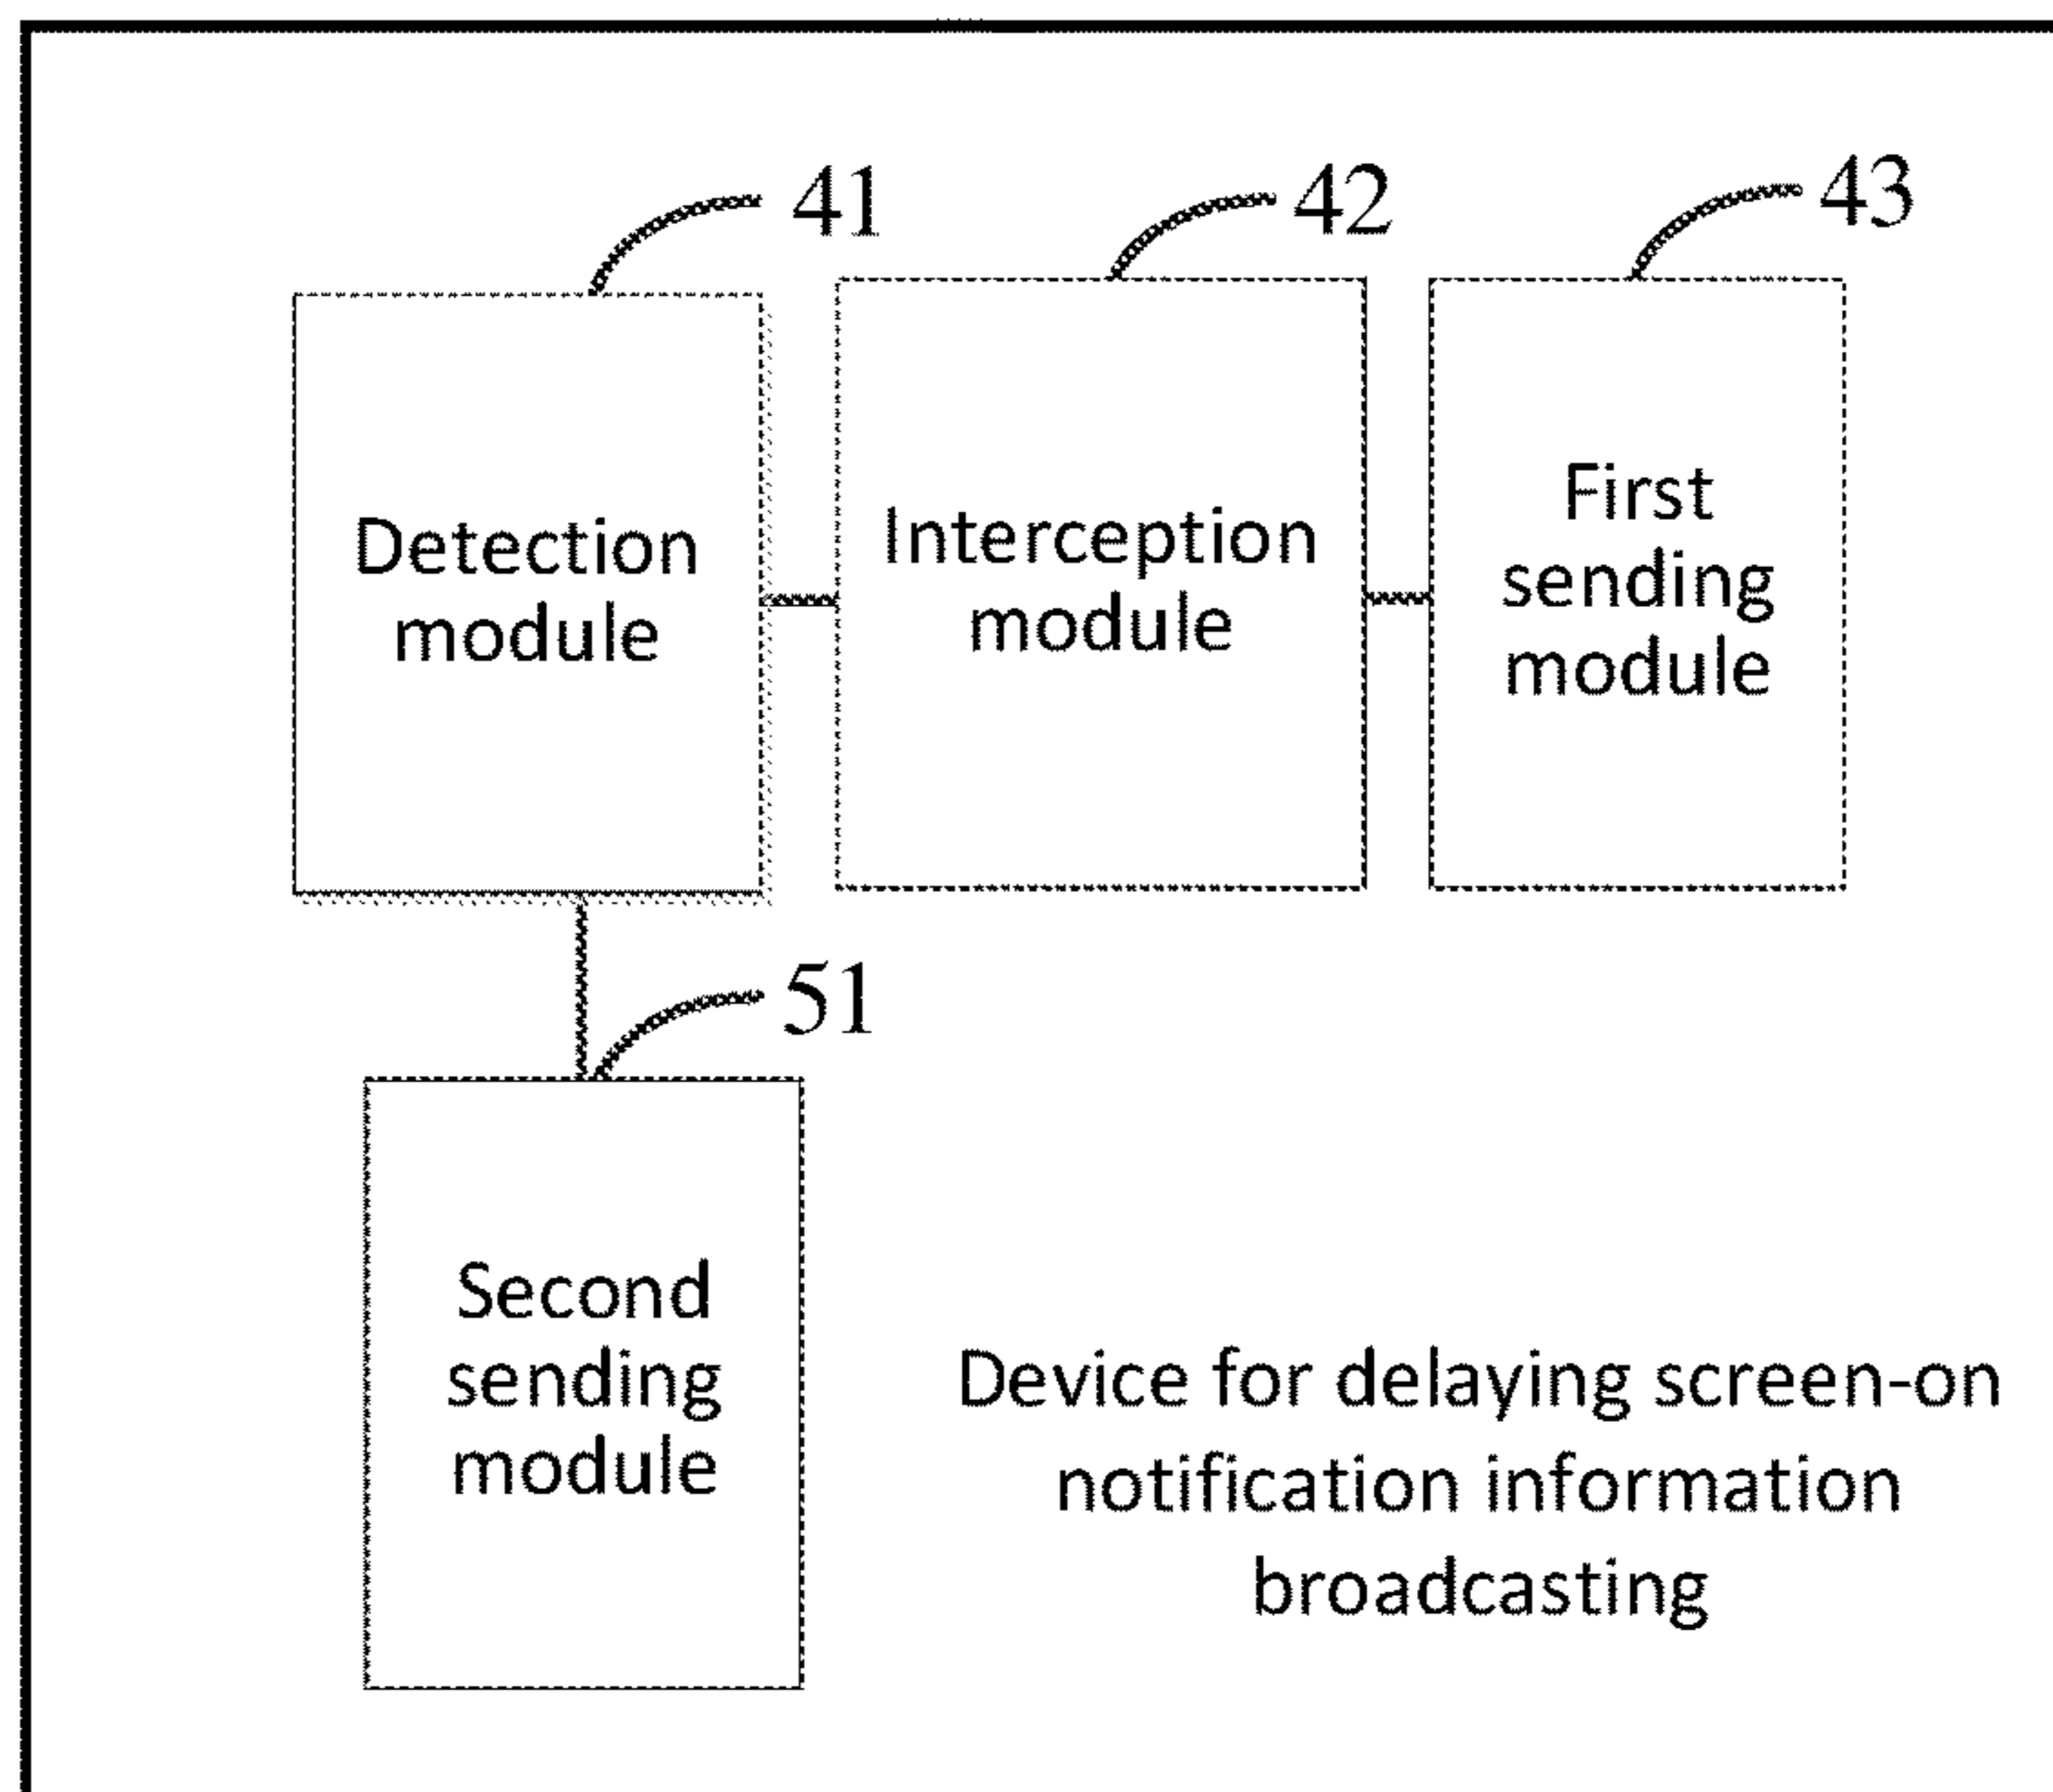 41
42
43
Detection
module
Interception
module
First
sending
module
51
Second
sending
module
Device for delaying screen-on
notification information
broadcasting